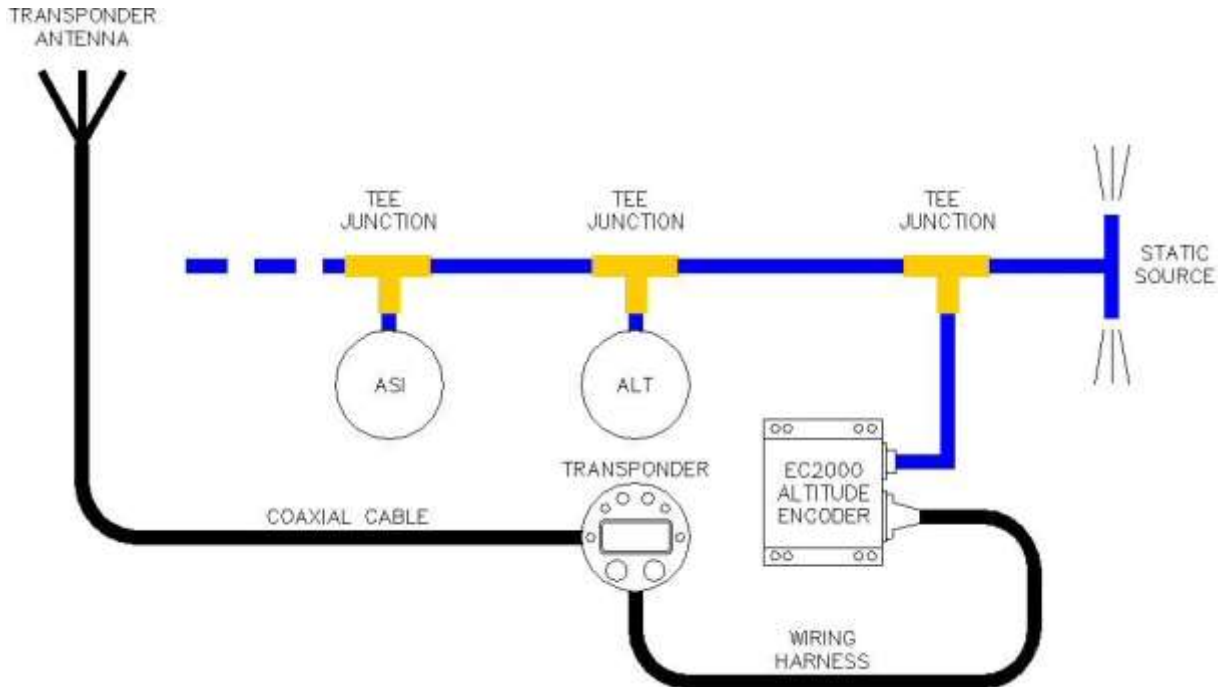 TRANSPONDER
ANTENNA
TEE
JUNCTION
TEE
JUNCTION
TEE
JUNCTION
STATIC
SOURCE
ASI
ALT
TRANSPONDER
EC2000
ALTITUDE
ENCODER
COAXIAL CABLE
WIRING
HARNESS